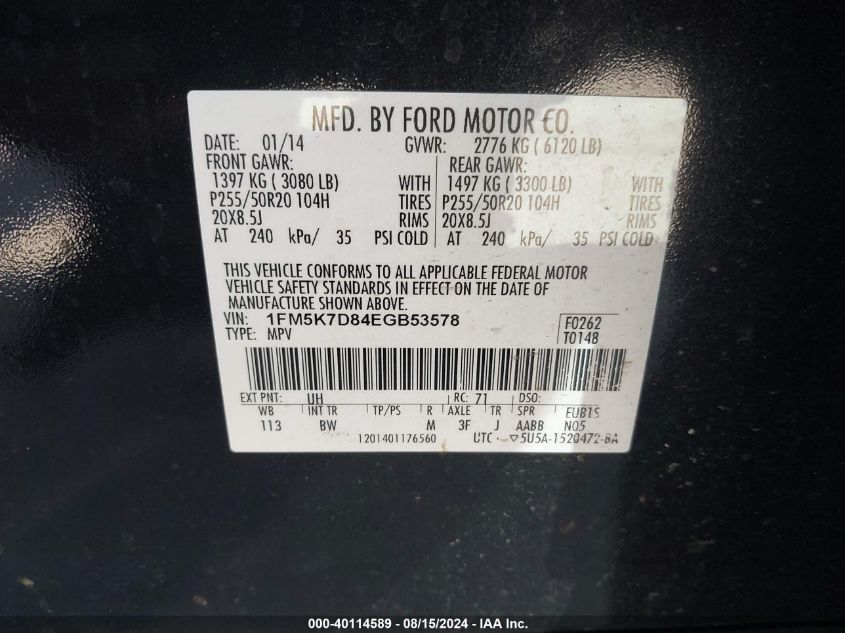 MFD. BY FORD MOTOR CO.
DATE: 01/14 GVWR: 2776 KG ( 6120 LB)
FRONT GAWR: REAR GAWR:
1397 KG ( 3080 LB) WITH 1497 KG ( 3300 LB) WITH
P255/50R20 104H TIRES P255/50R20 104H TIRES
20X8.5J RIMS 20X8.5J RIMS
AT 240 kPa/ 35 PSI COLD AT 240 kPa/ 35 PSI COLD
THIS VEHICLE CONFORMS TO ALL APPLICABLE FEDERAL MOTOR
VEHICLE SAFETY STANDARDS IN EFFECT ON THE DATE OF
MANUFACTURE SHOWN ABOVE.
VIN: 1FM5K7D84EGB53578 F0262
TYPE: MPV T0148
EXT PNT: UH RC: 71 DSO:
WB INT TR TP/PS R AXLE TR SPR EUB1S
113 BW M 3F J AABB N05
1201401176560 UTC 5U5A-1520472-BA
000-40114589 - 08/15/2024 - IAA Inc.